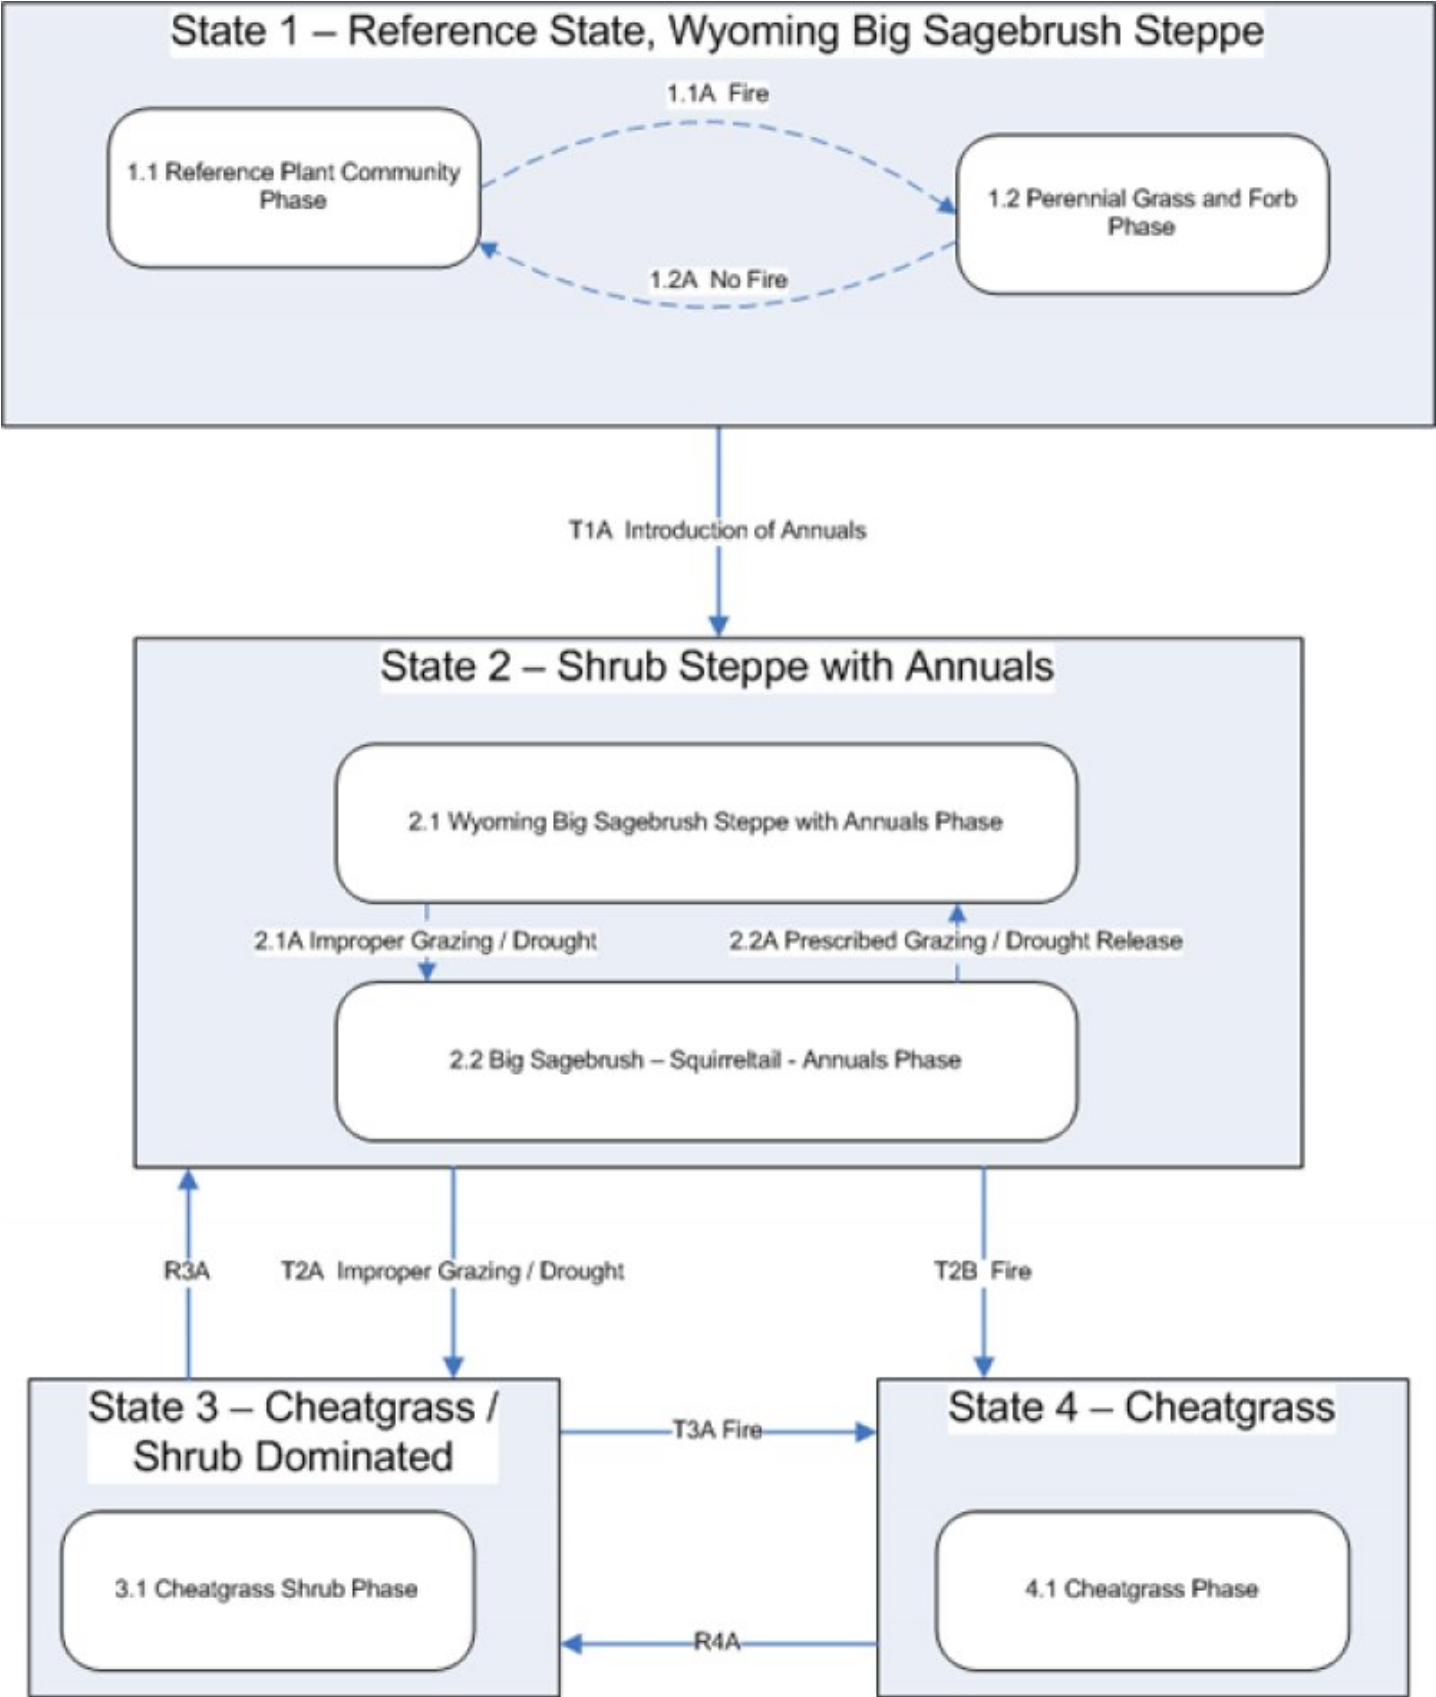 State 1 – Reference State, Wyoming Big Sagebrush Steppe
1.1A Fire
1.1 Reference Plant Community
Phase
1.2 Perennial Grass and Forb
Phase
1.2A No Fire
T1A Introduction of Annuals
State 2 – Shrub Steppe with Annuals
2.1 Wyoming Big Sagebrush Steppe with Annuals Phase
2.1A Improper Grazing / Drought
2.2A Prescribed Grazing / Drought Release
2.2 Big Sagebrush – Squirreltail - Annuals Phase
R3A
T2A Improper Grazing / Drought
T2B Fire
State 3 – Cheatgrass /
Shrub Dominated
T3A Fire
State 4 – Cheatgrass
3.1 Cheatgrass Shrub Phase
4.1 Cheatgrass Phase
R4A